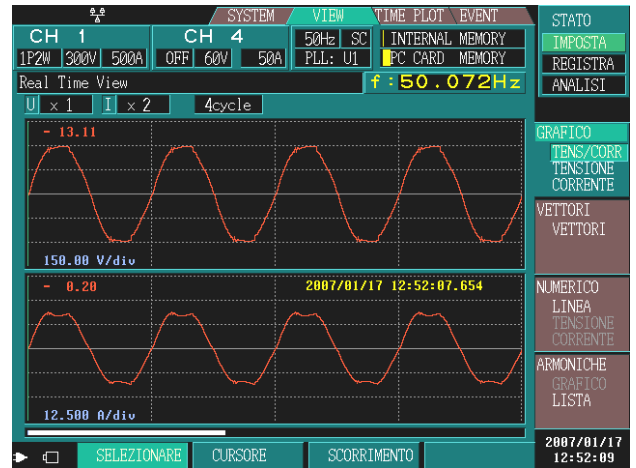 SYSTEM VIEW TIME PLOT EVENT
CH 1 CH 4 50Hz SC INTERNAL MEMORY
1P2W 300V 500A OFF 60V 50A PLL: U1 PC CARD MEMORY
Real Time View f:50.072Hz
U × 1 I × 2 4cycle
- 13.11
150.00 V/div
- 0.20 2007/01/17 12:52:07.654
12.500 A/div
SELEZIONARE CURSORE SCORRIMENTO
STATO
IMPOSTA
REGISTRA
ANALISI
GRAFICO
TENS/CORR
TENSIONE
CORRENTE
VETTORI
VETTORI
NUMERICO
LINEA
TENSIONE
CORRENTE
ARMONICHE
GRAFICO
LISTA
2007/01/17
12:52:09